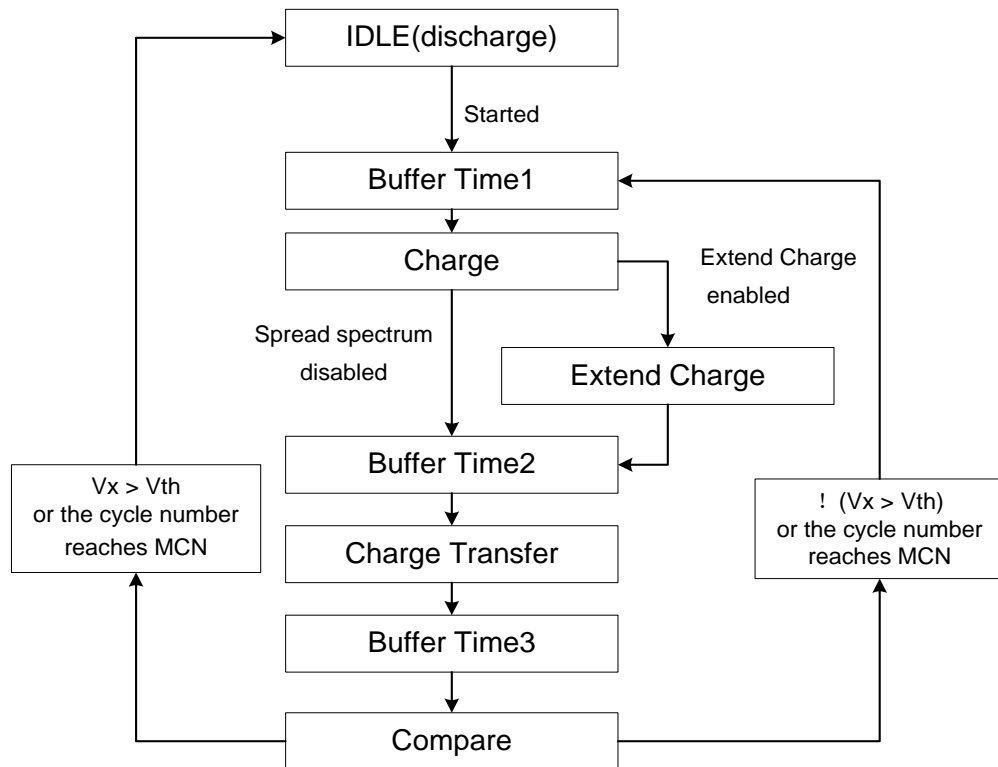 IDLE(discharge)
Started
Buffer Time1
Charge
Extend Charge
enabled
Spread spectrum
disabled
Extend Charge
Buffer Time2
Vx > Vth
or the cycle number
reaches MCN
! (Vx > Vth)
or the cycle number
reaches MCN
Charge Transfer
Buffer Time3
Compare